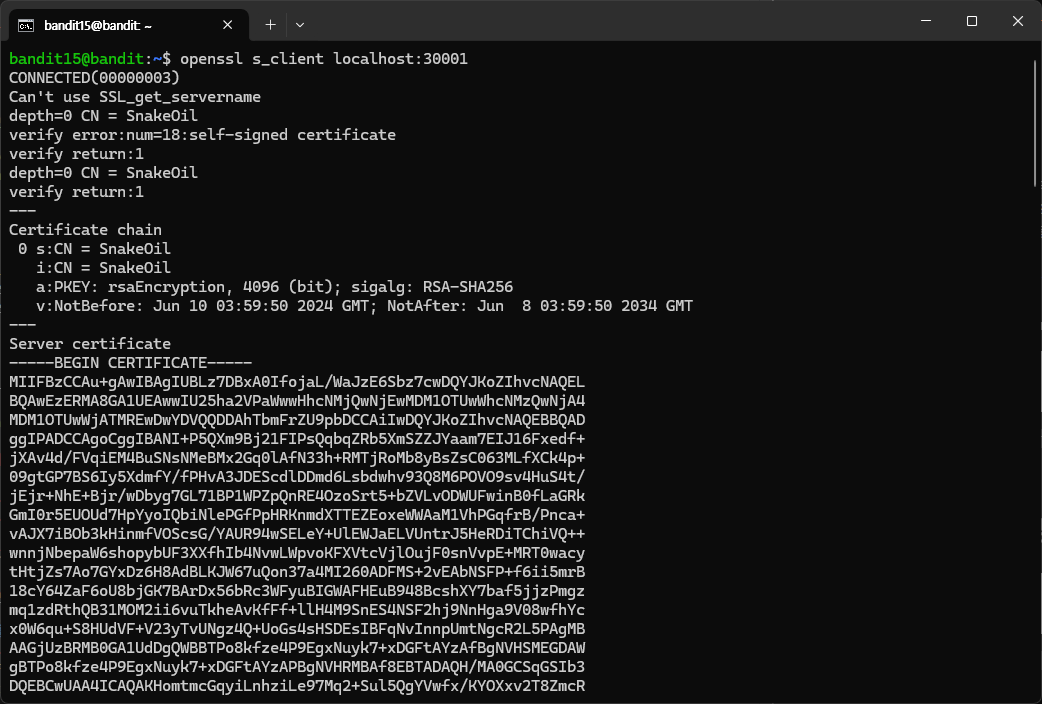 bandit15@bandit: ~
bandit15@bandit:~$ openssl s_client localhost:30001
CONNECTED(00000003)
Can't use SSL_get_servername
depth=0 CN = SnakeOil
verify error:num=18:self-signed certificate
verify return:1
depth=0 CN = SnakeOil
verify return:1
---
Certificate chain
 0 s:CN = SnakeOil
   i:CN = SnakeOil
   a:PKEY: rsaEncryption, 4096 (bit); sigalg: RSA-SHA256
   v:NotBefore: Jun 10 03:59:50 2024 GMT; NotAfter: Jun  8 03:59:50 2034 GMT
---
Server certificate
-----BEGIN CERTIFICATE-----
MIIFBzCCAu+gAwIBAgIUBLz7DBxA0IfojaL/WaJzE6Sbz7cwDQYJKoZIhvcNAQEL
BQAwEzERMA8GA1UEAwwIU25ha2VPaWwwHhcNMjQwNjEwMDM1OTUwWhcNMzQwNjA4
MDM1OTUwWjATMREwDwYDVQQDDAhTbmFrZU9pbDCCAiIwDQYJKoZIhvcNAQEBBQAD
ggIPADCCAgoCggIBANI+P5QXm9Bj21FIPsQqbqZRb5XmSZZJYaam7EIJ16Fxedf+
jXAv4d/FVqiEM4BuSNsNMeBMx2Gq0lAfN33h+RMTjRoMb8yBsZsC063MLfXCk4p+
09gtGP7BS6Iy5XdmfY/fPHvA3JDEScdlDDmd6Lsbdwhv93Q8M6POVO9sv4HuS4t/
jEjr+NhE+Bjr/wDbyg7GL71BP1WPZpQnRE4OzoSrt5+bZVLvODWUFwinB0fLaGRk
GmI0r5EUOUd7HpYyoIQbiNlePGfPpHRKnmdXTTEZEoxeWWAaM1VhPGqfrB/Pnca+
vAJX7iBOb3kHinmfVOScsG/YAUR94wSELeY+UlEWJaELVUntrJ5HeRDiTChiVQ++
wnnjNbepaW6shopybUF3XXfhIb4NvwLWpvoKFXVtcVjlOujF0snVvpE+MRT0wacy
tHtjZs7Ao7GYxDz6H8AdBLKJW67uQon37a4MI260ADFMS+2vEAbNSFP+f6ii5mrB
18cY64ZaF6oU8bjGK7BArDx56bRc3WFyuBIGWAFHEuB948BcshXY7baf5jjzPmgz
mq1zdRthQB31MOM2ii6vuTkheAvKfFf+llH4M9SnES4NSF2hj9NnHga9V08wfhYc
x0W6qu+S8HUdVF+V23yTvUNgz4Q+UoGs4sHSDEsIBFqNvInnpUmtNgcR2L5PAgMB
AAGjUzBRMB0GA1UdDgQWBBTPo8kfze4P9EgxNuyk7+xDGFtAYzAfBgNVHSMEGDAW
gBTPo8kfze4P9EgxNuyk7+xDGFtAYzAPBgNVHRMBAf8EBTADAQH/MA0GCSqGSIb3
DQEBCwUAA4ICAQAKHomtmcGqyiLnhziLe97Mq2+Sul5QgYVwfx/KYOXxv2T8ZmcR